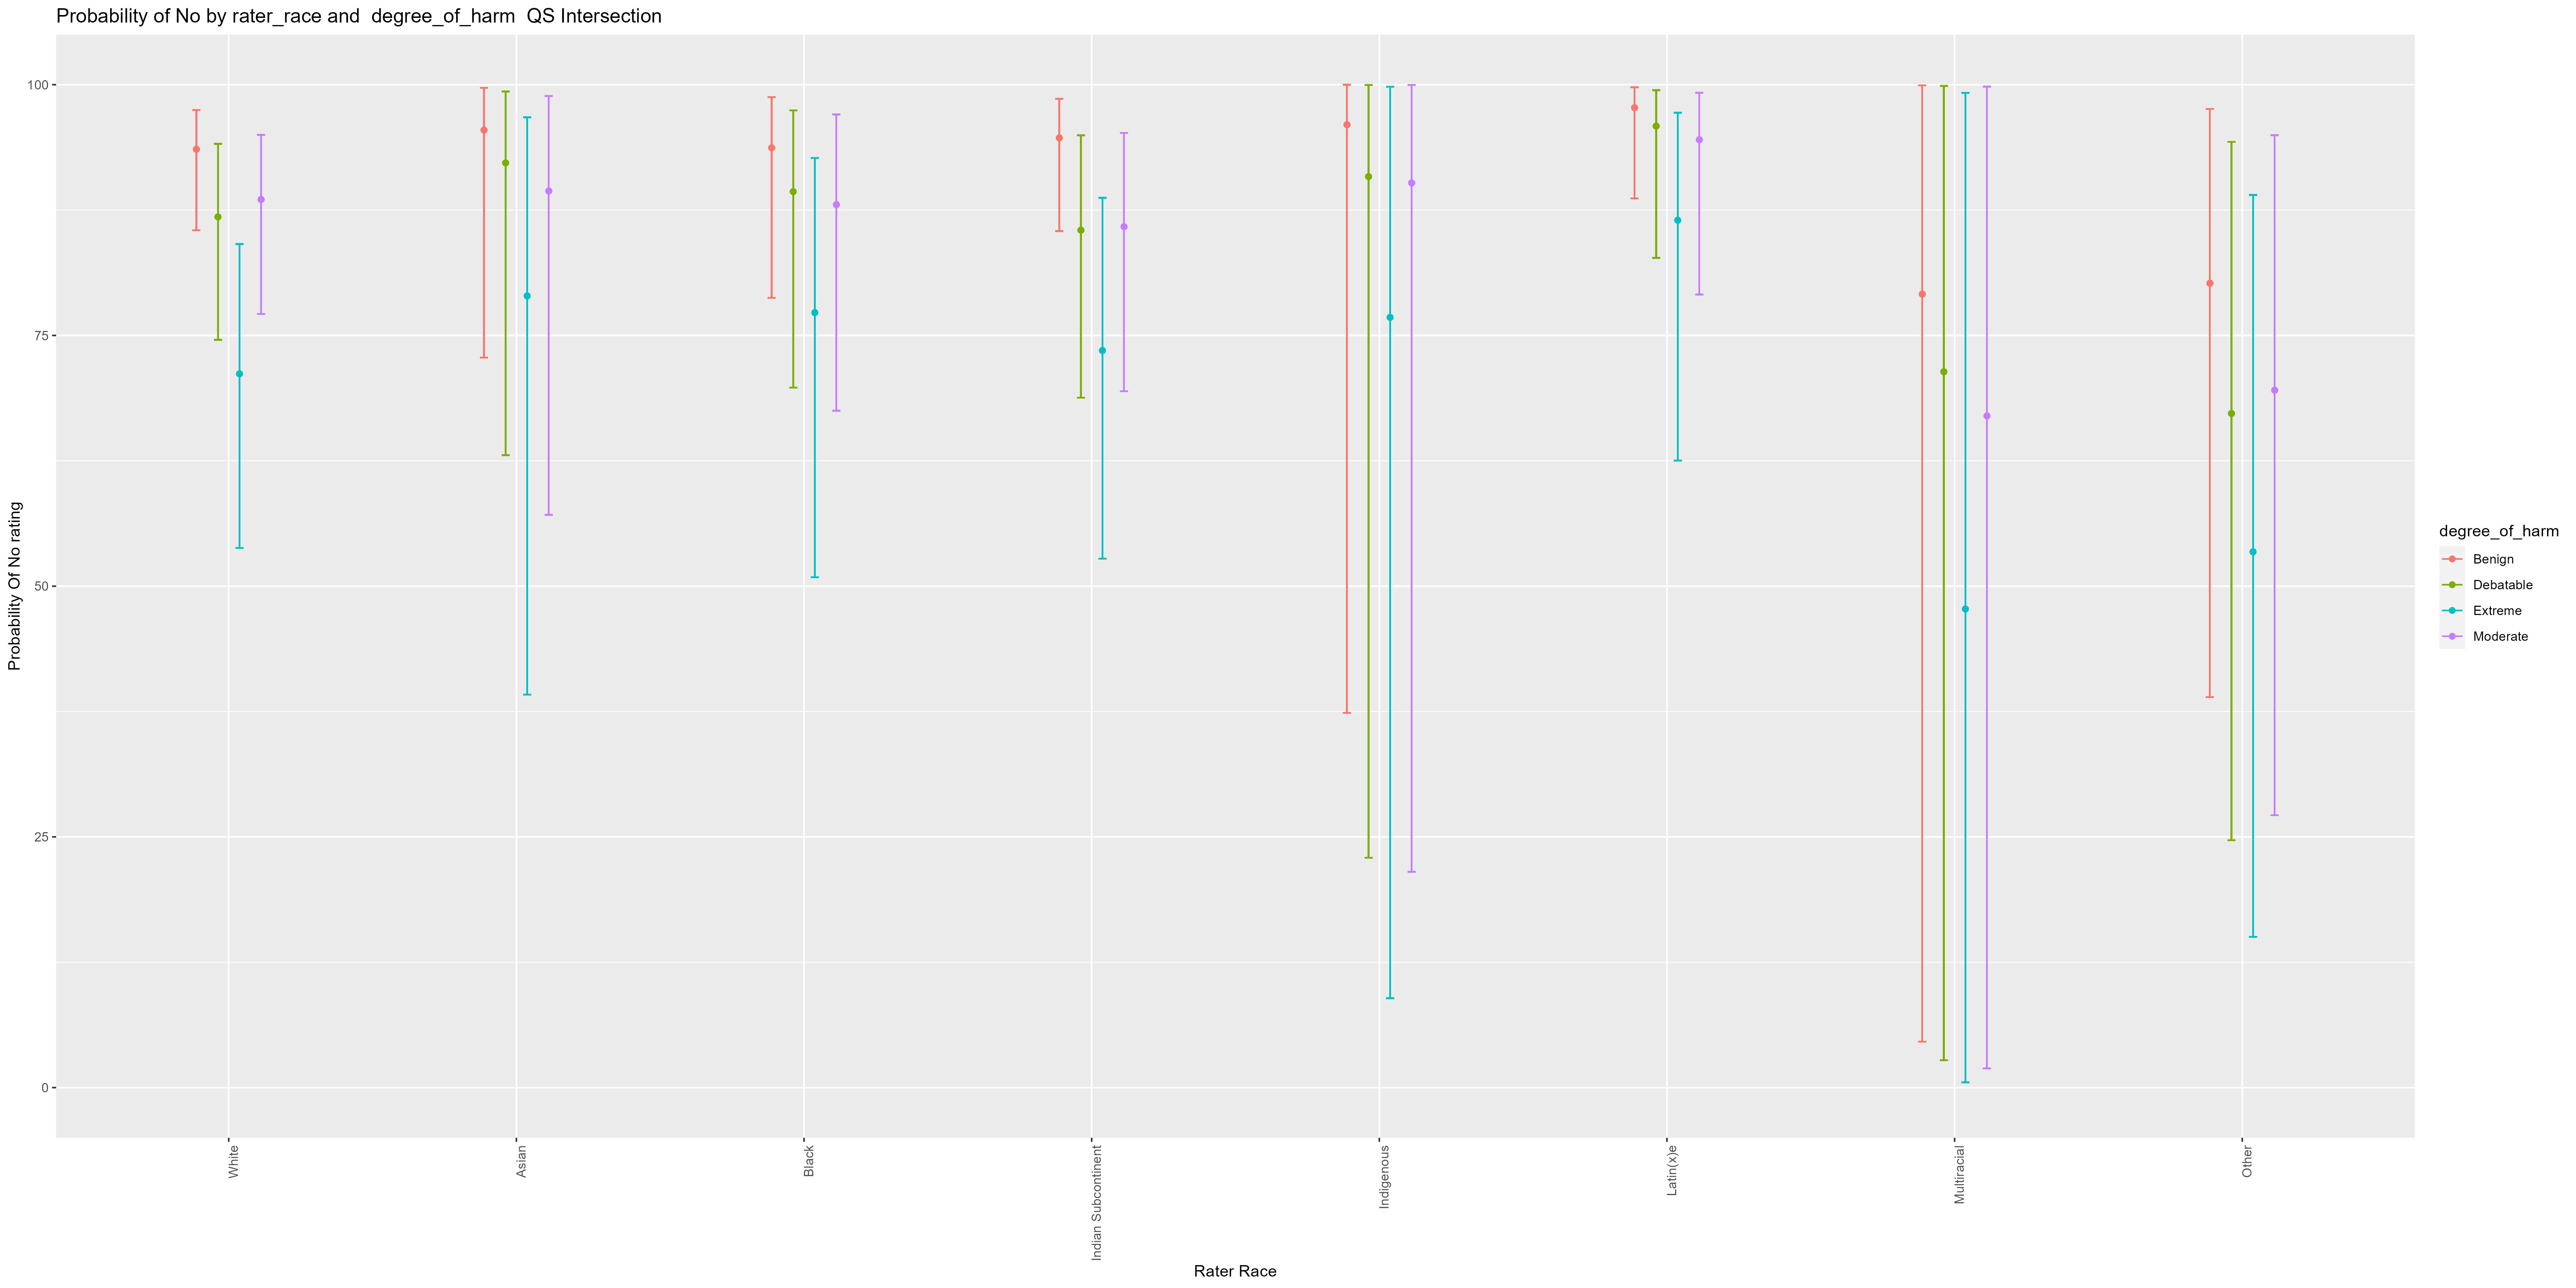 Probability of No by rater_race and  degree_of_harm  QS Intersection
100
75
50
25
0
Probability Of No rating
White
Asian
Black
Indian Subcontinent
Indigenous
Latin(x)e
Multiracial
Other
Rater Race
degree_of_harm
Benign
Debatable
Extreme
Moderate